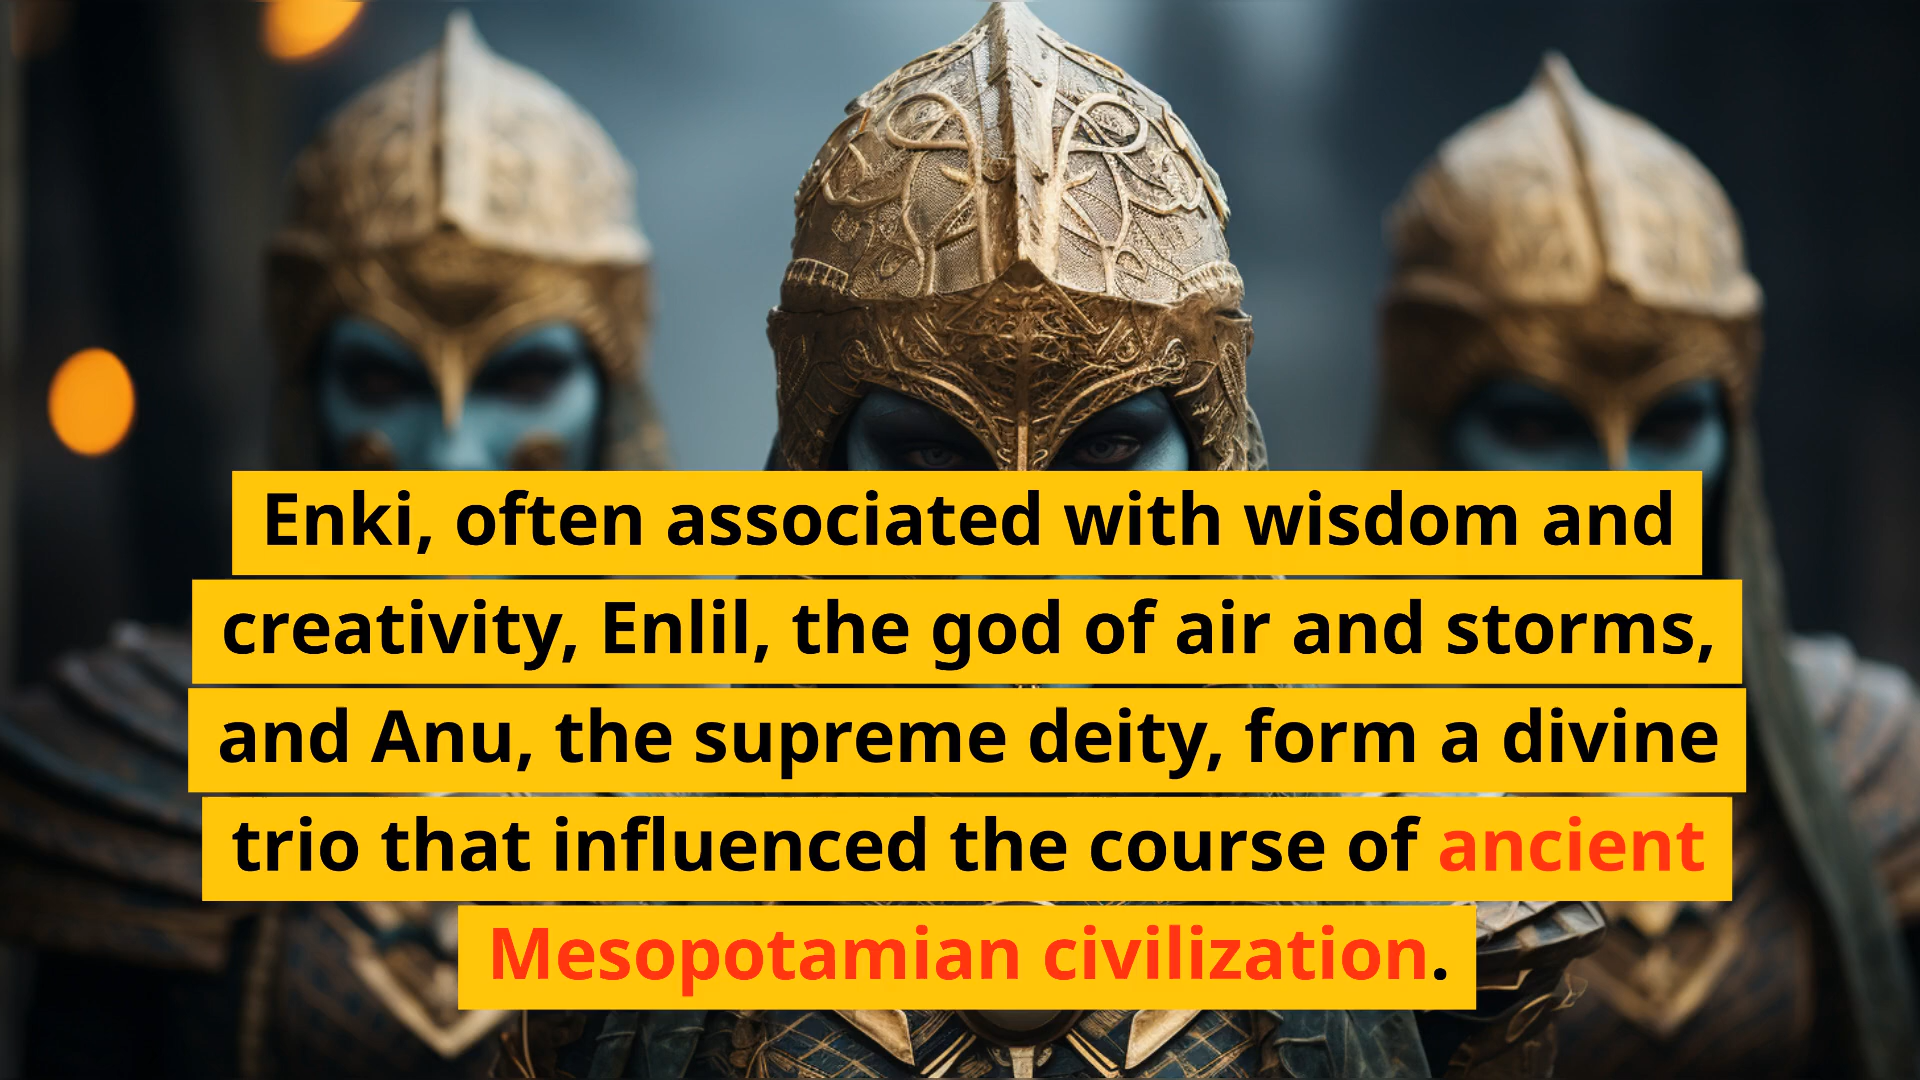 Enki, often associated with wisdom and
creativity, Enlil, the god of air and storms,
and Anu, the supreme deity, form a divine
trio that influenced the course of ancient
Mesopotamian civilization.